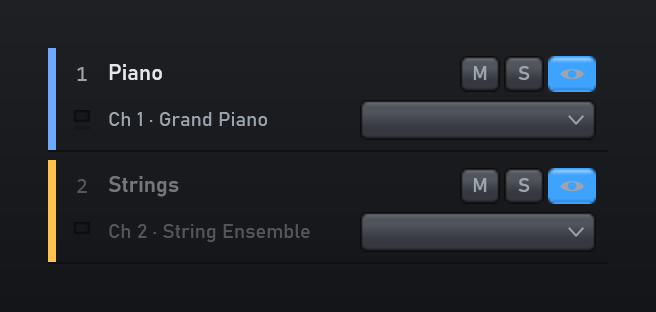 1 Piano M S
Ch 1 · Grand Piano
2 Strings M S
Ch 2 · String Ensemble